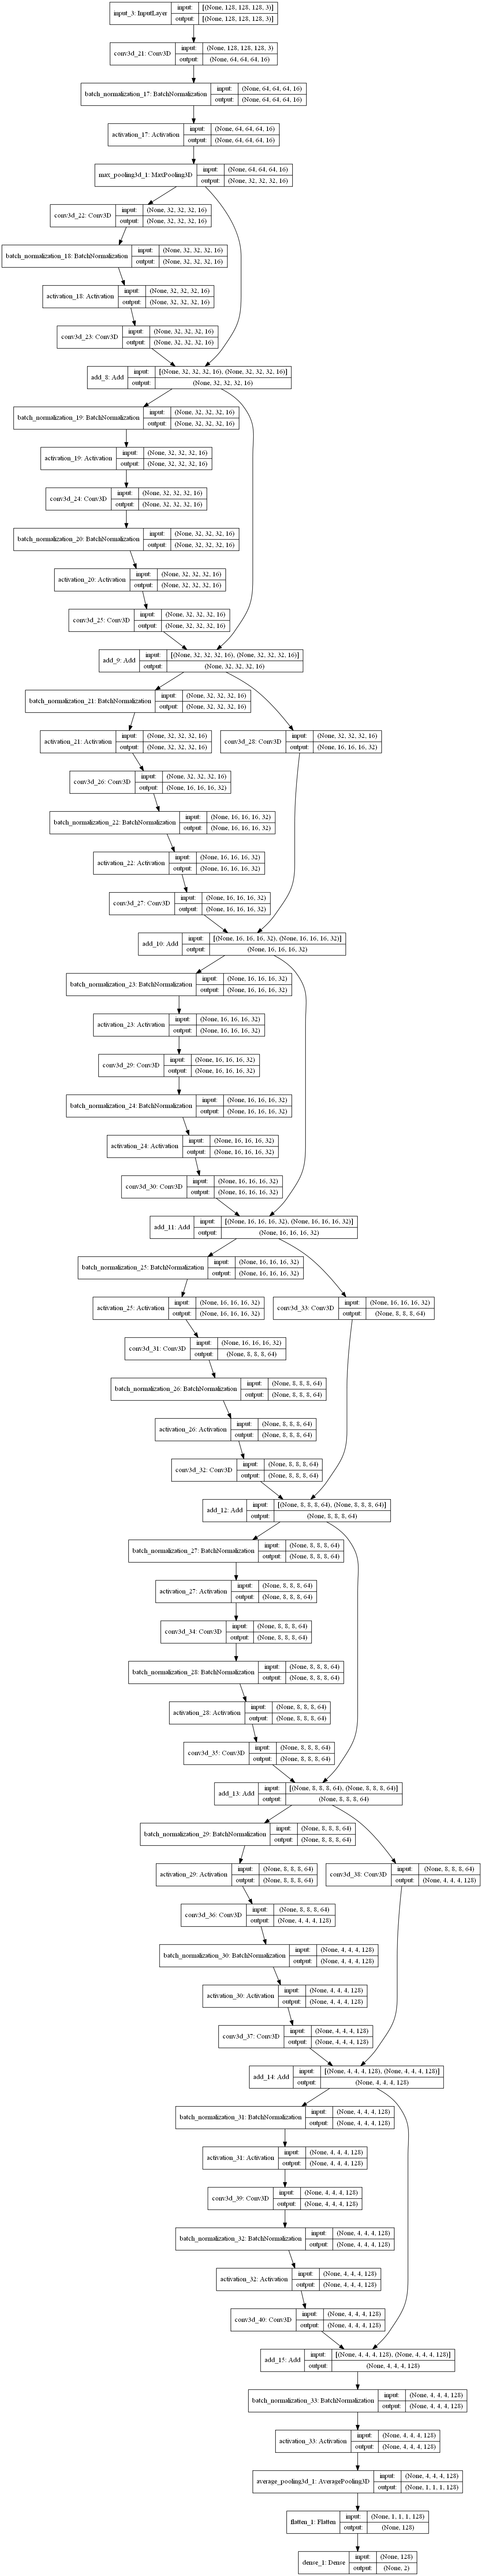 input_3: InputLayer input: [(None, 128, 128, 128, 3)]
output: [(None, 128, 128, 128, 3)]
conv3d_21: Conv3D input: (None, 128, 128, 128, 3)
output: (None, 64, 64, 64, 16)
batch_normalization_17: BatchNormalization input: (None, 64, 64, 64, 16)
output: (None, 64, 64, 64, 16)
activation_17: Activation input: (None, 64, 64, 64, 16)
output: (None, 64, 64, 64, 16)
max_pooling3d_1: MaxPooling3D input: (None, 64, 64, 64, 16)
output: (None, 32, 32, 32, 16)
conv3d_22: Conv3D input: (None, 32, 32, 32, 16)
output: (None, 32, 32, 32, 16)
batch_normalization_18: BatchNormalization input: (None, 32, 32, 32, 16)
output: (None, 32, 32, 32, 16)
activation_18: Activation input: (None, 32, 32, 32, 16)
output: (None, 32, 32, 32, 16)
conv3d_23: Conv3D input: (None, 32, 32, 32, 16)
output: (None, 32, 32, 32, 16)
add_8: Add input: [(None, 32, 32, 32, 16), (None, 32, 32, 32, 16)]
output: (None, 32, 32, 32, 16)
batch_normalization_19: BatchNormalization input: (None, 32, 32, 32, 16)
output: (None, 32, 32, 32, 16)
activation_19: Activation input: (None, 32, 32, 32, 16)
output: (None, 32, 32, 32, 16)
conv3d_24: Conv3D input: (None, 32, 32, 32, 16)
output: (None, 32, 32, 32, 16)
batch_normalization_20: BatchNormalization input: (None, 32, 32, 32, 16)
output: (None, 32, 32, 32, 16)
activation_20: Activation input: (None, 32, 32, 32, 16)
output: (None, 32, 32, 32, 16)
conv3d_25: Conv3D input: (None, 32, 32, 32, 16)
output: (None, 32, 32, 32, 16)
add_9: Add input: [(None, 32, 32, 32, 16), (None, 32, 32, 32, 16)]
output: (None, 32, 32, 32, 16)
batch_normalization_21: BatchNormalization input: (None, 32, 32, 32, 16)
output: (None, 32, 32, 32, 16)
activation_21: Activation input: (None, 32, 32, 32, 16)
output: (None, 32, 32, 32, 16)
conv3d_28: Conv3D input: (None, 32, 32, 32, 16)
output: (None, 16, 16, 16, 32)
conv3d_26: Conv3D input: (None, 32, 32, 32, 16)
output: (None, 16, 16, 16, 32)
batch_normalization_22: BatchNormalization input: (None, 16, 16, 16, 32)
output: (None, 16, 16, 16, 32)
activation_22: Activation input: (None, 16, 16, 16, 32)
output: (None, 16, 16, 16, 32)
conv3d_27: Conv3D input: (None, 16, 16, 16, 32)
output: (None, 16, 16, 16, 32)
add_10: Add input: [(None, 16, 16, 16, 32), (None, 16, 16, 16, 32)]
output: (None, 16, 16, 16, 32)
batch_normalization_23: BatchNormalization input: (None, 16, 16, 16, 32)
output: (None, 16, 16, 16, 32)
activation_23: Activation input: (None, 16, 16, 16, 32)
output: (None, 16, 16, 16, 32)
conv3d_29: Conv3D input: (None, 16, 16, 16, 32)
output: (None, 16, 16, 16, 32)
batch_normalization_24: BatchNormalization input: (None, 16, 16, 16, 32)
output: (None, 16, 16, 16, 32)
activation_24: Activation input: (None, 16, 16, 16, 32)
output: (None, 16, 16, 16, 32)
conv3d_30: Conv3D input: (None, 16, 16, 16, 32)
output: (None, 16, 16, 16, 32)
add_11: Add input: [(None, 16, 16, 16, 32), (None, 16, 16, 16, 32)]
output: (None, 16, 16, 16, 32)
batch_normalization_25: BatchNormalization input: (None, 16, 16, 16, 32)
output: (None, 16, 16, 16, 32)
activation_25: Activation input: (None, 16, 16, 16, 32)
output: (None, 16, 16, 16, 32)
conv3d_33: Conv3D input: (None, 16, 16, 16, 32)
output: (None, 8, 8, 8, 64)
conv3d_31: Conv3D input: (None, 16, 16, 16, 32)
output: (None, 8, 8, 8, 64)
batch_normalization_26: BatchNormalization input: (None, 8, 8, 8, 64)
output: (None, 8, 8, 8, 64)
activation_26: Activation input: (None, 8, 8, 8, 64)
output: (None, 8, 8, 8, 64)
conv3d_32: Conv3D input: (None, 8, 8, 8, 64)
output: (None, 8, 8, 8, 64)
add_12: Add input: [(None, 8, 8, 8, 64), (None, 8, 8, 8, 64)]
output: (None, 8, 8, 8, 64)
batch_normalization_27: BatchNormalization input: (None, 8, 8, 8, 64)
output: (None, 8, 8, 8, 64)
activation_27: Activation input: (None, 8, 8, 8, 64)
output: (None, 8, 8, 8, 64)
conv3d_34: Conv3D input: (None, 8, 8, 8, 64)
output: (None, 8, 8, 8, 64)
batch_normalization_28: BatchNormalization input: (None, 8, 8, 8, 64)
output: (None, 8, 8, 8, 64)
activation_28: Activation input: (None, 8, 8, 8, 64)
output: (None, 8, 8, 8, 64)
conv3d_35: Conv3D input: (None, 8, 8, 8, 64)
output: (None, 8, 8, 8, 64)
add_13: Add input: [(None, 8, 8, 8, 64), (None, 8, 8, 8, 64)]
output: (None, 8, 8, 8, 64)
batch_normalization_29: BatchNormalization input: (None, 8, 8, 8, 64)
output: (None, 8, 8, 8, 64)
activation_29: Activation input: (None, 8, 8, 8, 64)
output: (None, 8, 8, 8, 64)
conv3d_38: Conv3D input: (None, 8, 8, 8, 64)
output: (None, 4, 4, 4, 128)
conv3d_36: Conv3D input: (None, 8, 8, 8, 64)
output: (None, 4, 4, 4, 128)
batch_normalization_30: BatchNormalization input: (None, 4, 4, 4, 128)
output: (None, 4, 4, 4, 128)
activation_30: Activation input: (None, 4, 4, 4, 128)
output: (None, 4, 4, 4, 128)
conv3d_37: Conv3D input: (None, 4, 4, 4, 128)
output: (None, 4, 4, 4, 128)
add_14: Add input: [(None, 4, 4, 4, 128), (None, 4, 4, 4, 128)]
output: (None, 4, 4, 4, 128)
batch_normalization_31: BatchNormalization input: (None, 4, 4, 4, 128)
output: (None, 4, 4, 4, 128)
activation_31: Activation input: (None, 4, 4, 4, 128)
output: (None, 4, 4, 4, 128)
conv3d_39: Conv3D input: (None, 4, 4, 4, 128)
output: (None, 4, 4, 4, 128)
batch_normalization_32: BatchNormalization input: (None, 4, 4, 4, 128)
output: (None, 4, 4, 4, 128)
activation_32: Activation input: (None, 4, 4, 4, 128)
output: (None, 4, 4, 4, 128)
conv3d_40: Conv3D input: (None, 4, 4, 4, 128)
output: (None, 4, 4, 4, 128)
add_15: Add input: [(None, 4, 4, 4, 128), (None, 4, 4, 4, 128)]
output: (None, 4, 4, 4, 128)
batch_normalization_33: BatchNormalization input: (None, 4, 4, 4, 128)
output: (None, 4, 4, 4, 128)
activation_33: Activation input: (None, 4, 4, 4, 128)
output: (None, 4, 4, 4, 128)
average_pooling3d_1: AveragePooling3D input: (None, 4, 4, 4, 128)
output: (None, 1, 1, 1, 128)
flatten_1: Flatten input: (None, 1, 1, 1, 128)
output: (None, 128)
dense_1: Dense input: (None, 128)
output: (None, 2)